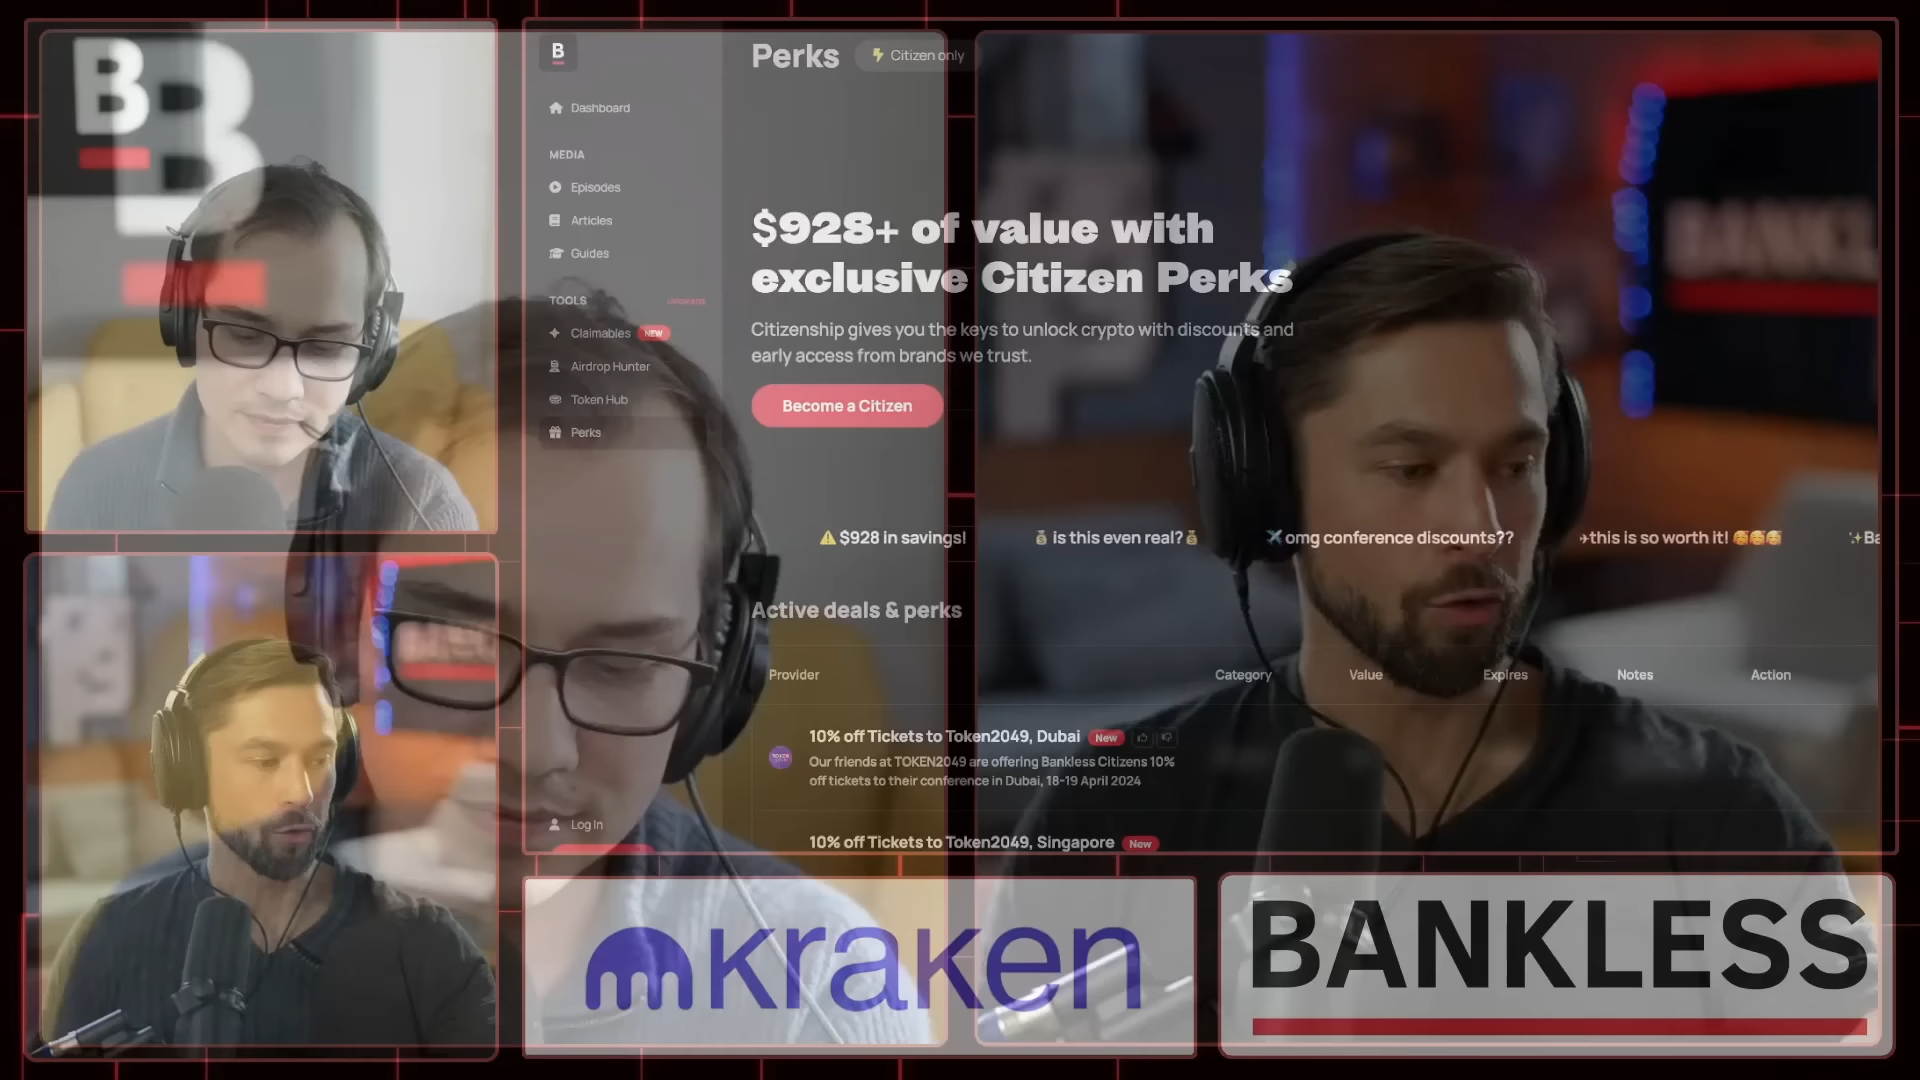 B
B
B
Dashboard
MEDIA
Episodes
Articles
Guides
TOOLS
UPGRADE
Claimables NEW
Airdrop Hunter
Token Hub
Perks
Log In
Perks
Citizen only
$928+ of value with
exclusive Citizen Perks
Citizenship gives you the keys to unlock crypto with discounts and
early access from brands we trust.
Become a Citizen
$928 in savings!
is this even real?
omg conference discounts??
this is so worth it!
Active deals & perks
Provider Category Value Expires Notes Action
10% off Tickets to Token2049, Dubai New
Our friends at TOKEN2049 are offering Bankless Citizens 10%
off tickets to their conference in Dubai, 18-19 April 2024
10% off Tickets to Token2049, Singapore New
kraken
BANKLESS